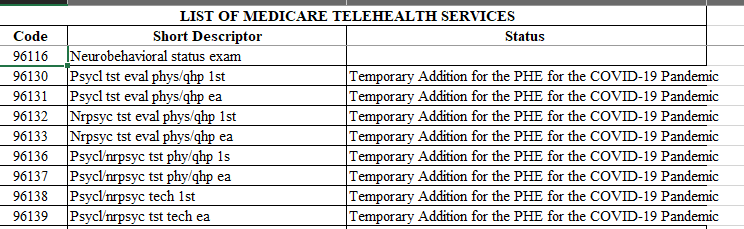 LIST OF MEDICARE TELEHEALTH SERVICES
Code Short Descriptor Status
96116 Neurobehavioral status exam
96130 Psycl tst eval phys/qhp 1st Temporary Addition for the PHE for the COVID-19 Pandemic
96131 Psycl tst eval phys/qhp ea Temporary Addition for the PHE for the COVID-19 Pandemic
96132 Nrpsyc tst eval phys/qhp 1st Temporary Addition for the PHE for the COVID-19 Pandemic
96133 Nrpsyc tst eval phys/qhp ea Temporary Addition for the PHE for the COVID-19 Pandemic
96136 Psycl/nrpsyc tst phy/qhp 1s Temporary Addition for the PHE for the COVID-19 Pandemic
96137 Psycl/nrpsyc tst phy/qhp ea Temporary Addition for the PHE for the COVID-19 Pandemic
96138 Psycl/nrpsyc tech 1st Temporary Addition for the PHE for the COVID-19 Pandemic
96139 Psycl/nrpsyc tst tech ea Temporary Addition for the PHE for the COVID-19 Pandemic